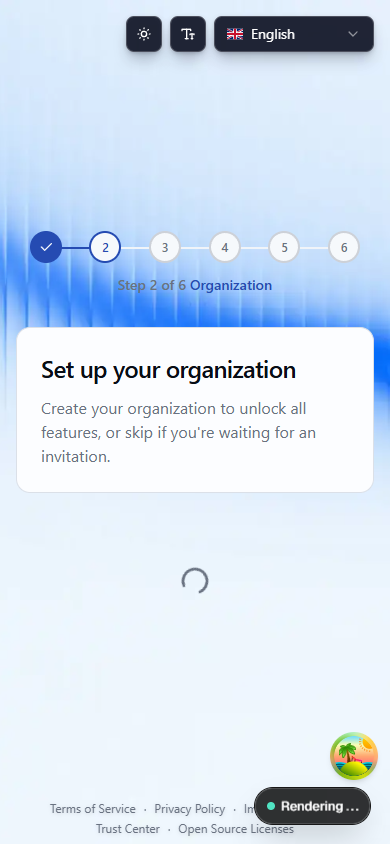 English
2
3
4
5
6
Step 2 of 6 Organization
Set up your organization
Create your organization to unlock all
features, or skip if you're waiting for an
invitation.
Terms of Service · Privacy Policy ·
Rendering ...
Trust Center · Open Source Licenses